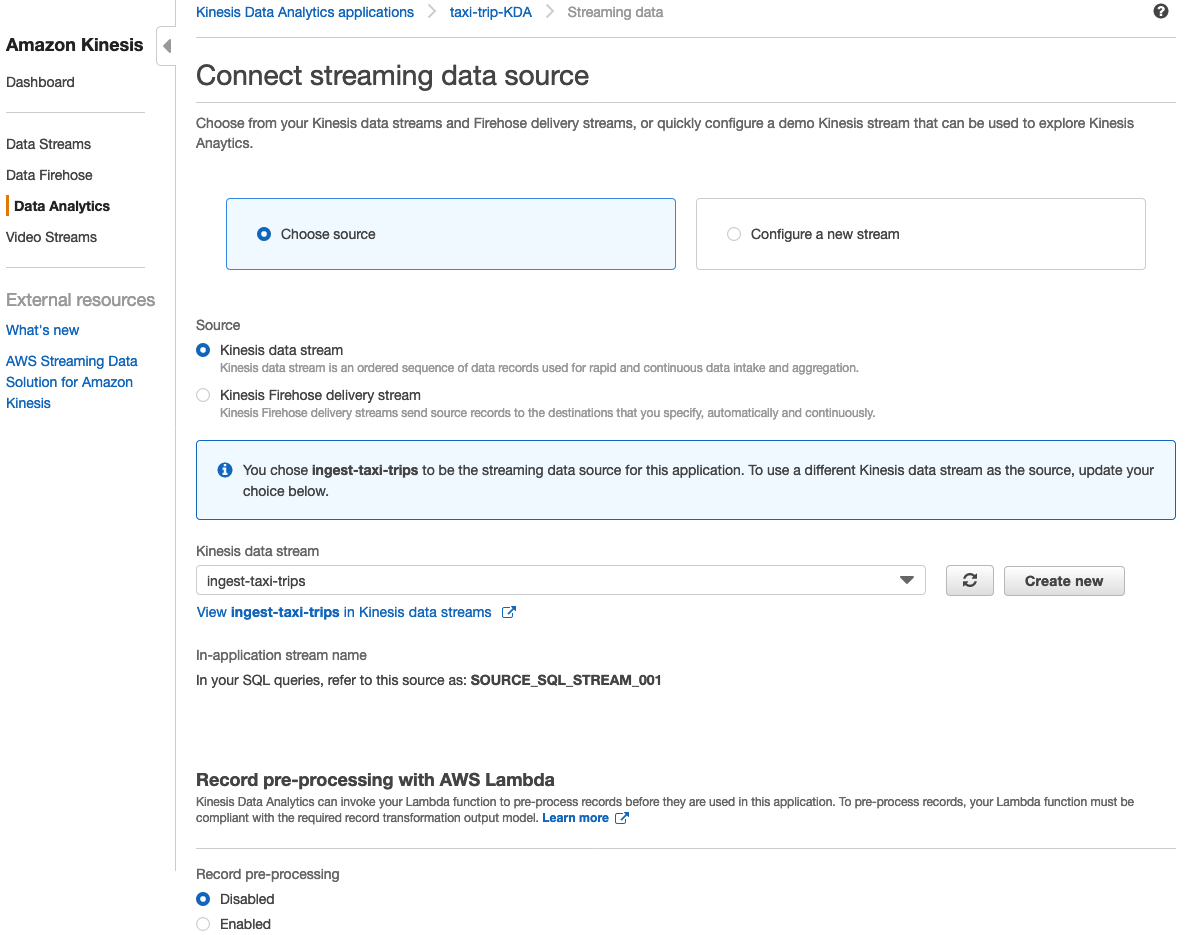 Kinesis Data Analytics applications > taxi-trip-KDA > Streaming data
Amazon Kinesis
Dashboard
Data Streams
Data Firehose
Data Analytics
Video Streams
External resources
What's new
AWS Streaming Data
Solution for Amazon
Kinesis
Connect streaming data source
Choose from your Kinesis data streams and Firehose delivery streams, or quickly configure a demo Kinesis stream that can be used to explore Kinesis
Anaytics.
Choose source
Configure a new stream
Source
Kinesis data stream
Kinesis data stream is an ordered sequence of data records used for rapid and continuous data intake and aggregation.
Kinesis Firehose delivery stream
Kinesis Firehose delivery streams send source records to the destinations that you specify, automatically and continuously.
You chose ingest-taxi-trips to be the streaming data source for this application. To use a different Kinesis data stream as the source, update your
choice below.
Kinesis data stream
ingest-taxi-trips
Create new
View ingest-taxi-trips in Kinesis data streams
In-application stream name
In your SQL queries, refer to this source as: SOURCE_SQL_STREAM_001
Record pre-processing with AWS Lambda
Kinesis Data Analytics can invoke your Lambda function to pre-process records before they are used in this application. To pre-process records, your Lambda function must be
compliant with the required record transformation output model. Learn more
Record pre-processing
Disabled
Enabled